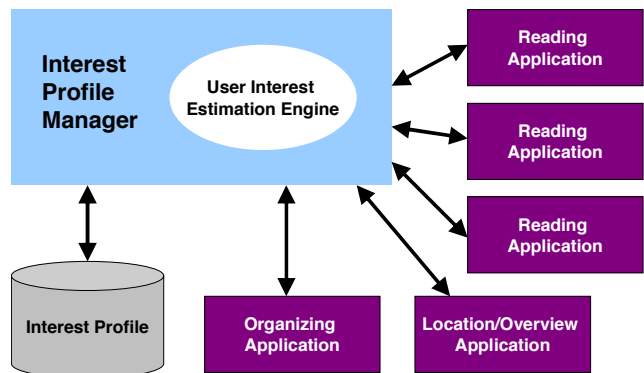 Interest
Profile
Manager
User Interest
Estimation Engine
Reading
Application
Reading
Application
Reading
Application
Interest Profile
Organizing
Application
Location/Overview
Application